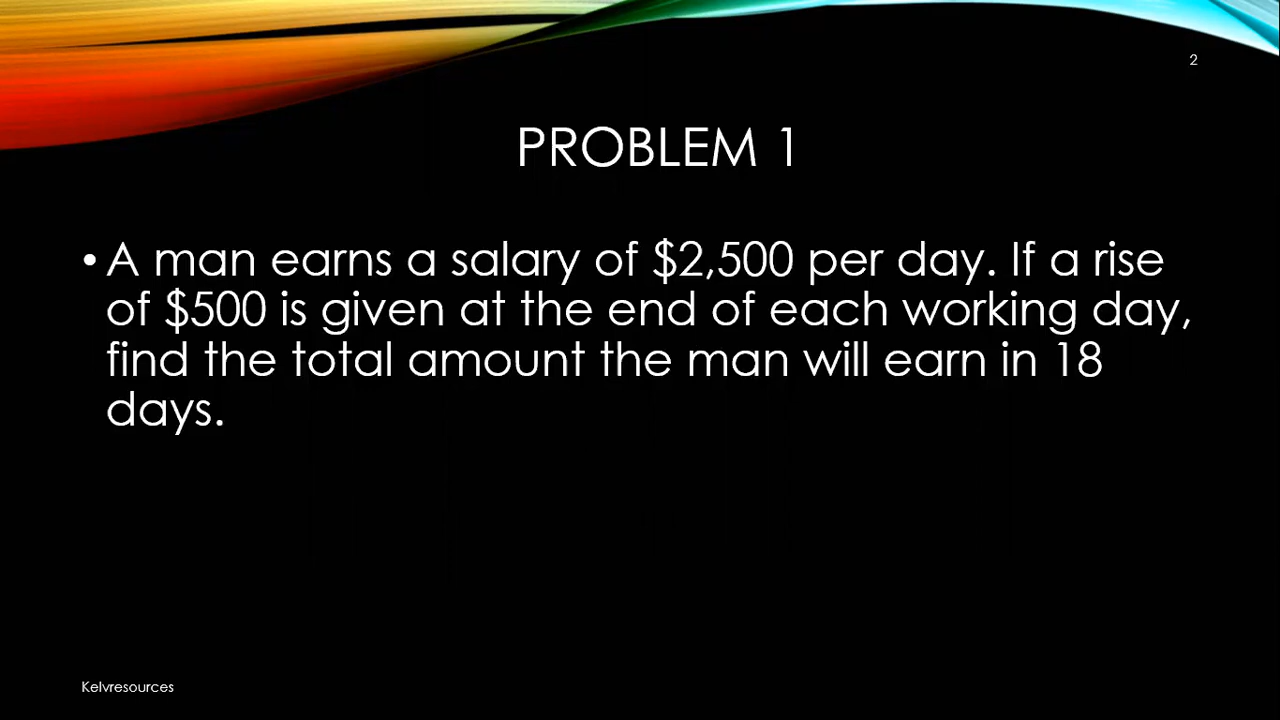 2
PROBLEM 1
• A man earns a salary of $2,500 per day. If a rise
of $500 is given at the end of each working day,
find the total amount the man will earn in 18
days.
Kelvresources